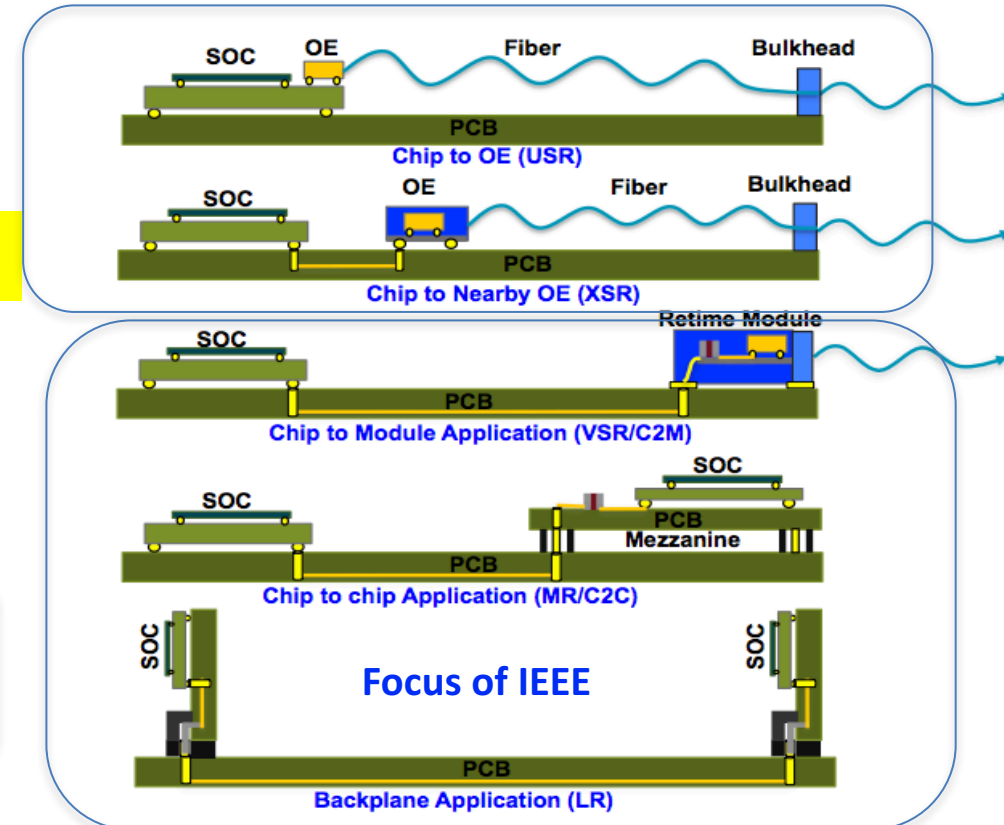 SOC OE Fiber Bulkhead
PCB
Chip to OE (USR)
SOC OE Fiber Bulkhead
PCB
Chip to Nearby OE (XSR)
Retime Module
SOC
PCB
Chip to Module Application (VSR/C2M)
SOC
SOC
PCB
Mezzanine
PCB
Chip to chip Application (MR/C2C)
SOC
SOC
Focus of IEEE
PCB
Backplane Application (LR)